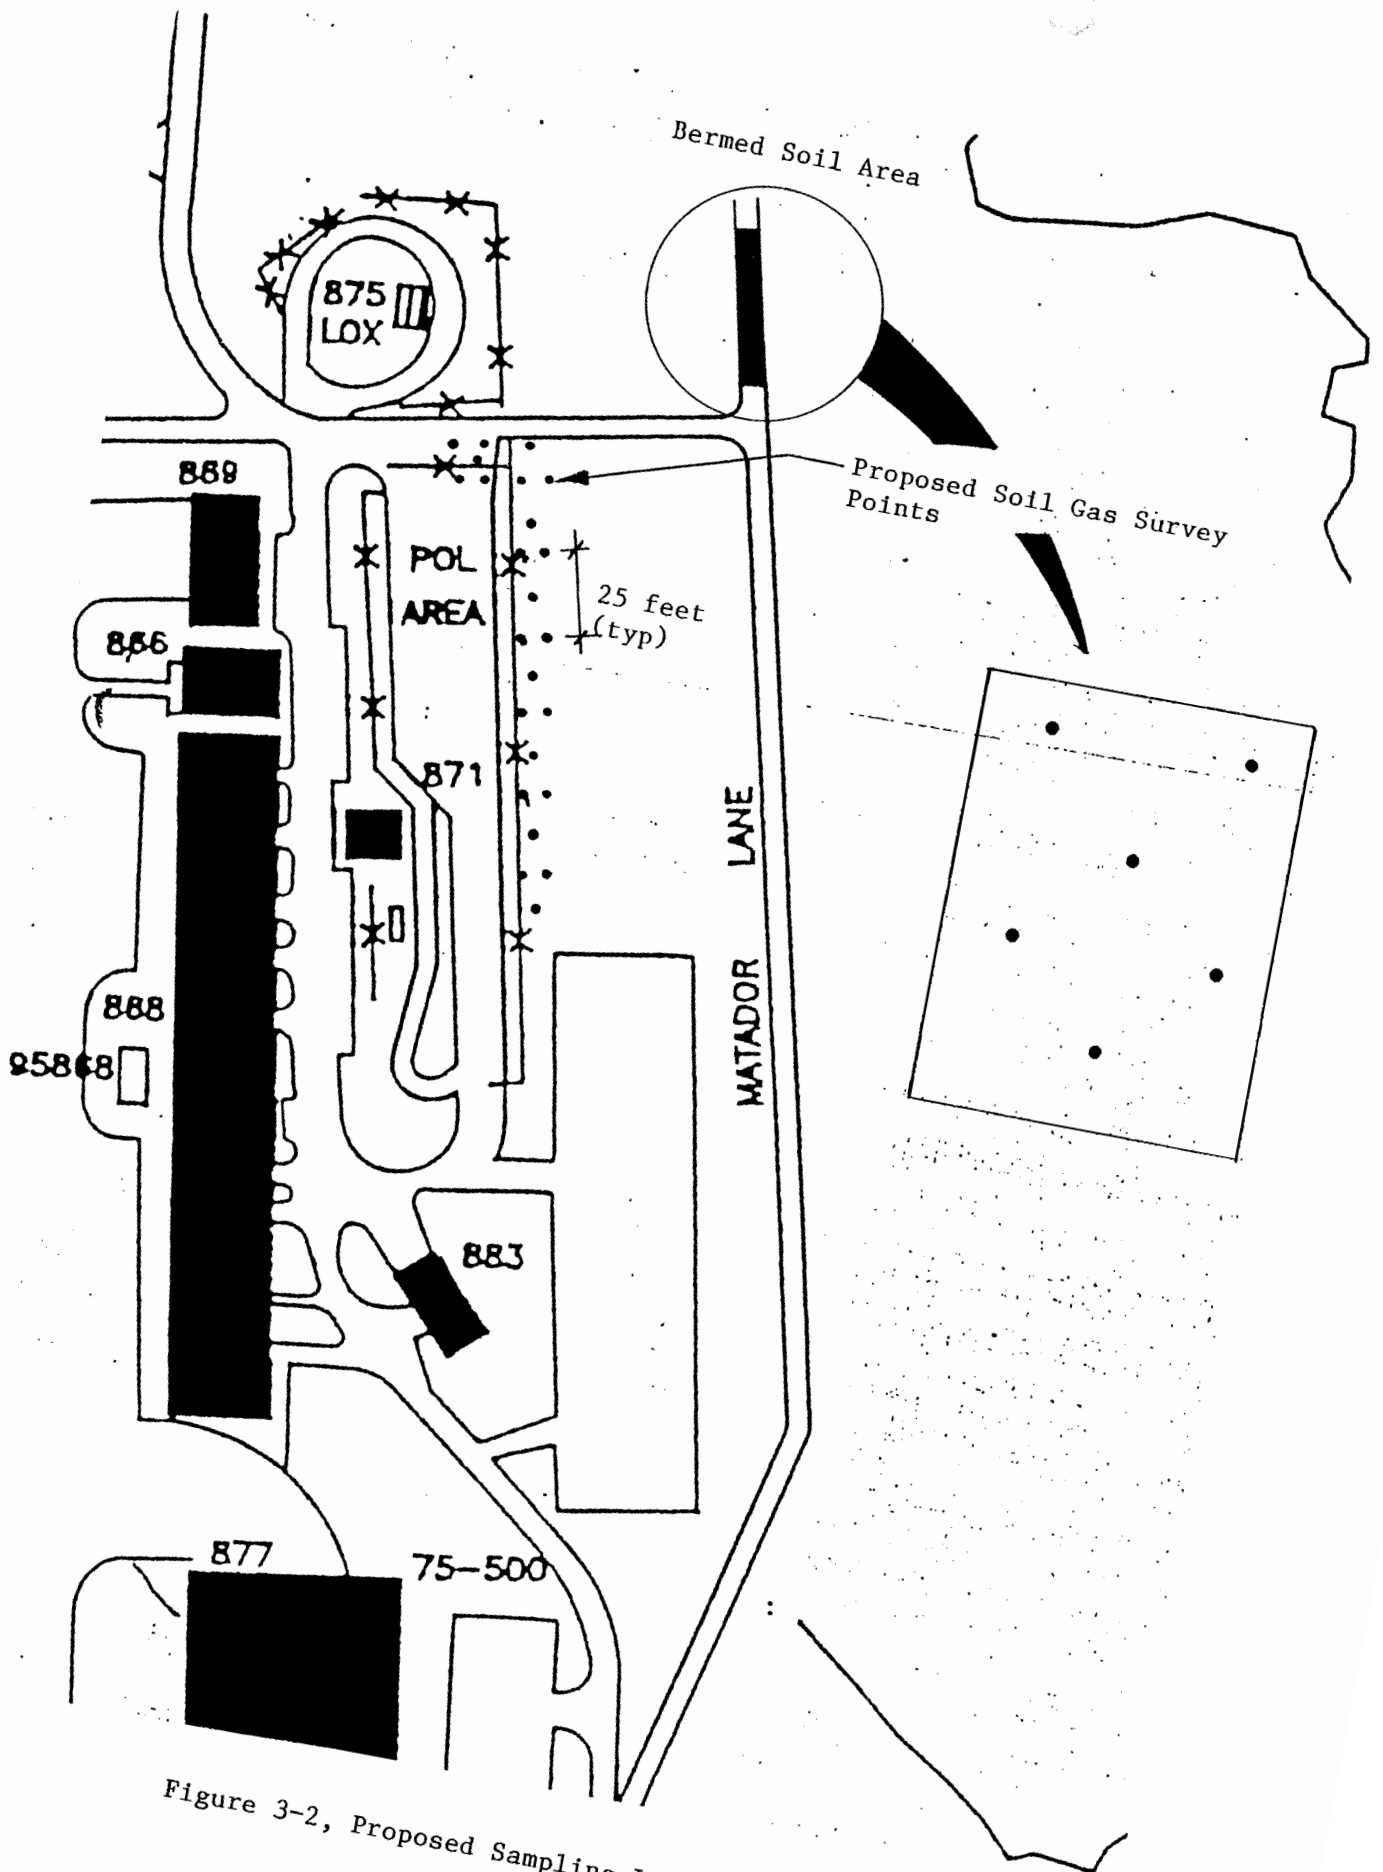 Bermed Soil Area
875
LOX
889
Proposed Soil Gas Survey
Points
POL
AREA
25 feet
(typ)
866
871
MATADOR LANE
888
883
877
75-500
Figure 3-2, Proposed Sampling